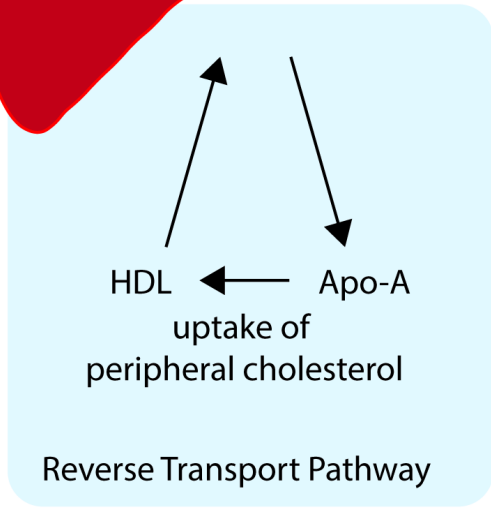 HDL Apo-A
uptake of
peripheral cholesterol
Reverse Transport Pathway